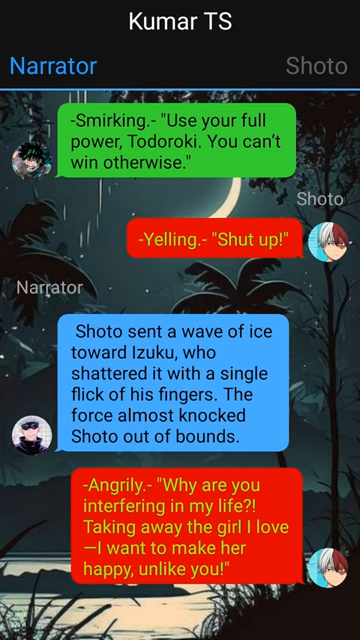 Kumar TS
Narrator
Shoto
-Smirking.- "Use your full
power, Todoroki. You can't
win otherwise."
Shoto
-Yelling.- "Shut up!"
Narrator
Shoto sent a wave of ice
toward Izuku, who
shattered it with a single
flick of his fingers. The
force almost knocked
Shoto out of bounds.
-Angrily.- "Why are you
interfering in my life?!
Taking away the girl I love
—I want to make her
happy, unlike you!"